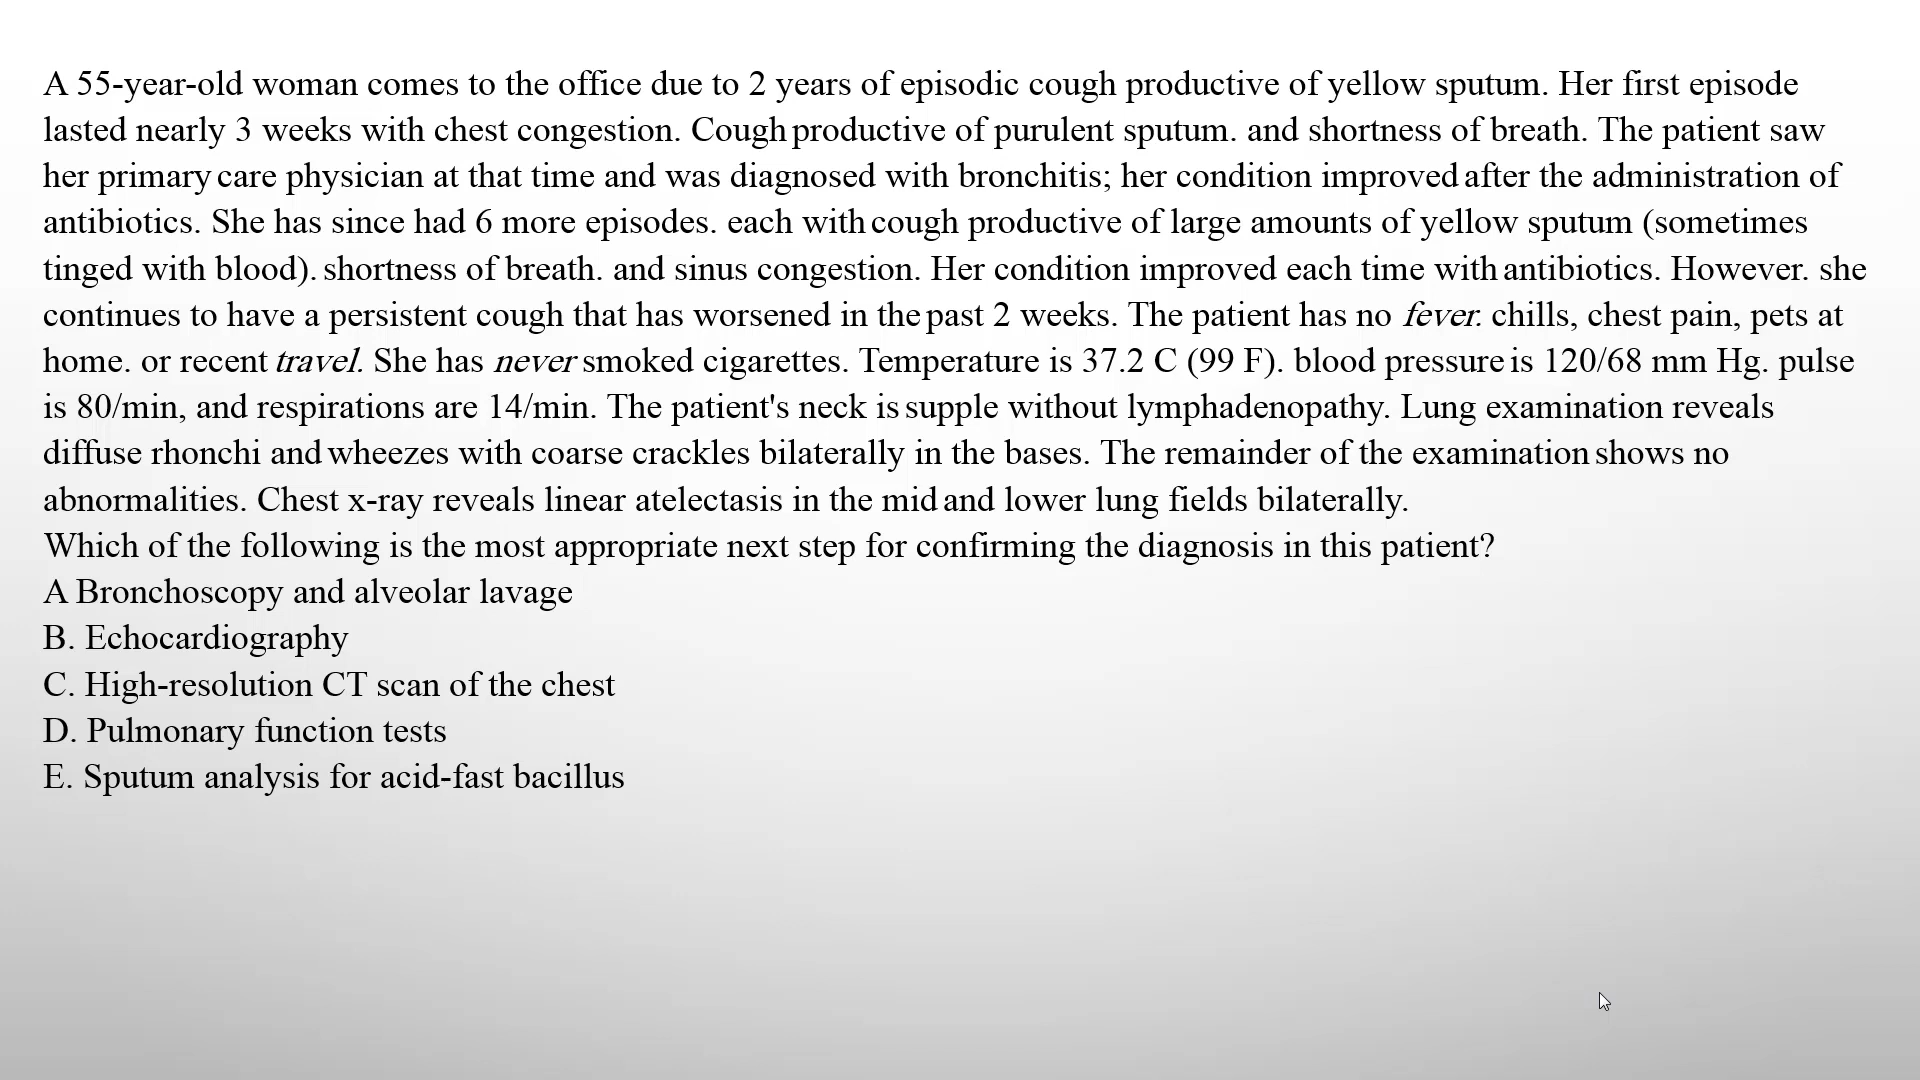 A 55-year-old woman comes to the office due to 2 years of episodic cough productive of yellow sputum. Her first episode
lasted nearly 3 weeks with chest congestion. Cough productive of purulent sputum. and shortness of breath. The patient saw
her primary care physician at that time and was diagnosed with bronchitis; her condition improved after the administration of
antibiotics. She has since had 6 more episodes. each with cough productive of large amounts of yellow sputum (sometimes
tinged with blood). shortness of breath. and sinus congestion. Her condition improved each time with antibiotics. However. she
continues to have a persistent cough that has worsened in the past 2 weeks. The patient has no fever. chills, chest pain, pets at
home. or recent travel. She has never smoked cigarettes. Temperature is 37.2 C (99 F). blood pressure is 120/68 mm Hg. pulse
is 80/min, and respirations are 14/min. The patient's neck is supple without lymphadenopathy. Lung examination reveals
diffuse rhonchi and wheezes with coarse crackles bilaterally in the bases. The remainder of the examination shows no
abnormalities. Chest x-ray reveals linear atelectasis in the mid and lower lung fields bilaterally.
Which of the following is the most appropriate next step for confirming the diagnosis in this patient?
A Bronchoscopy and alveolar lavage
B. Echocardiography
C. High-resolution CT scan of the chest
D. Pulmonary function tests
E. Sputum analysis for acid-fast bacillus